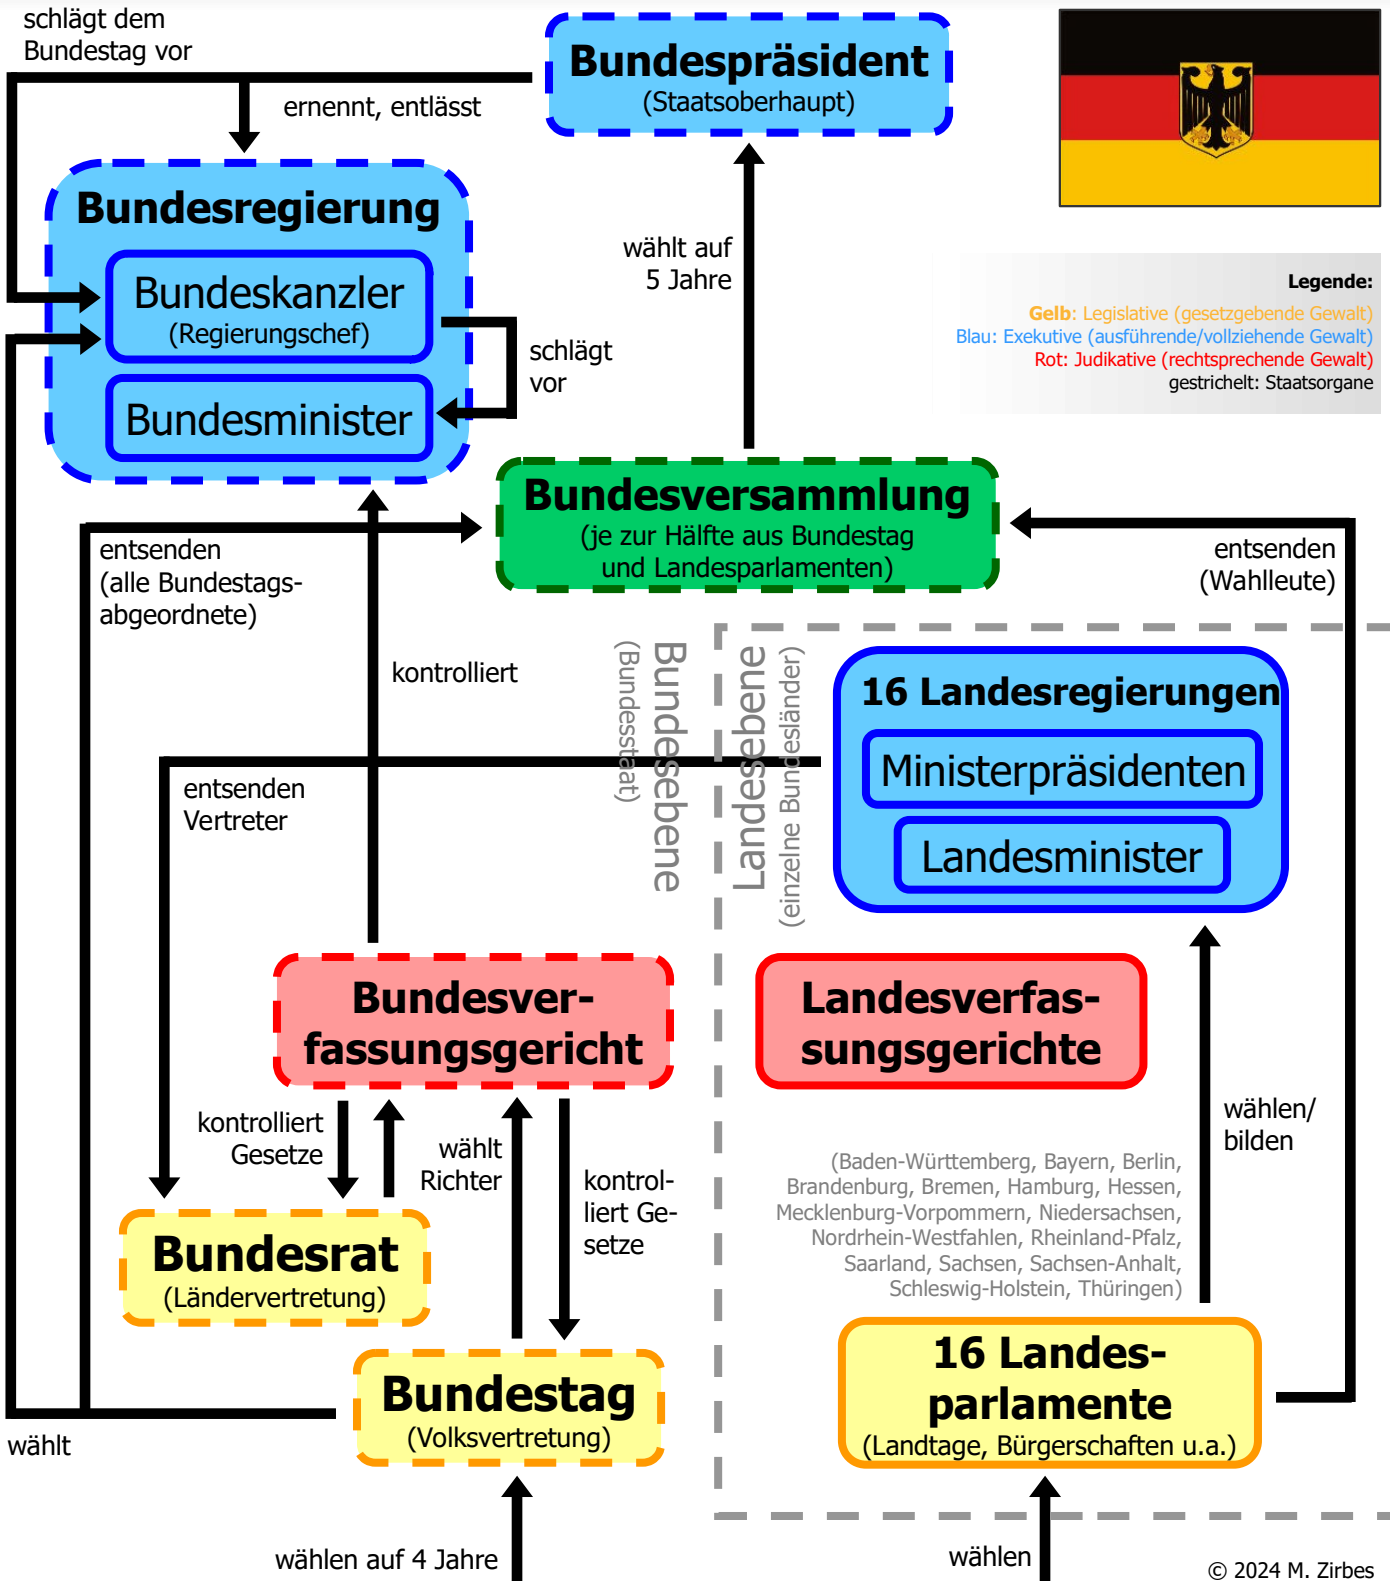 schlägt dem
Bundestag vor
Bundespräsident
(Staatsoberhaupt)
ernennt, entlässt
Bundesregierung
Bundeskanzler
(Regierungschef)
Bundesminister
schlägt
vor
wählt auf
5 Jahre
Legende:
Gelb: Legislative (gesetzgebende Gewalt)
Blau: Exekutive (ausführende/vollziehende Gewalt)
Rot: Judikative (rechtsprechende Gewalt)
gestrichelt: Staatsorgane
Bundesversammlung
(je zur Hälfte aus Bundestag
und Landesparlamenten)
entsenden
(alle Bundestags-
abgeordnete)
entsenden
(Wahlleute)
kontrolliert
Bundesebene
(Bundesstaat)
Landesebene
(einzelne Bundesländer)
16 Landesregierungen
Ministerpräsidenten
Landesminister
entsenden
Vertreter
Bundesver-
fassungsgericht
Landesverfas-
sungsgerichte
kontrolliert
Gesetze
wählt
Richter
kontrol-
liert Ge-
setze
wählen/
bilden
(Baden-Württemberg, Bayern, Berlin,
Brandenburg, Bremen, Hamburg, Hessen,
Mecklenburg-Vorpommern, Niedersachsen,
Nordrhein-Westfahlen, Rheinland-Pfalz,
Saarland, Sachsen, Sachsen-Anhalt,
Schleswig-Holstein, Thüringen)
Bundesrat
(Ländervertretung)
Bundestag
(Volksvertretung)
16 Landes-
parlamente
(Landtage, Bürgerschaften u.a.)
wählt
wählen auf 4 Jahre
wählen
© 2024 M. Zirbes